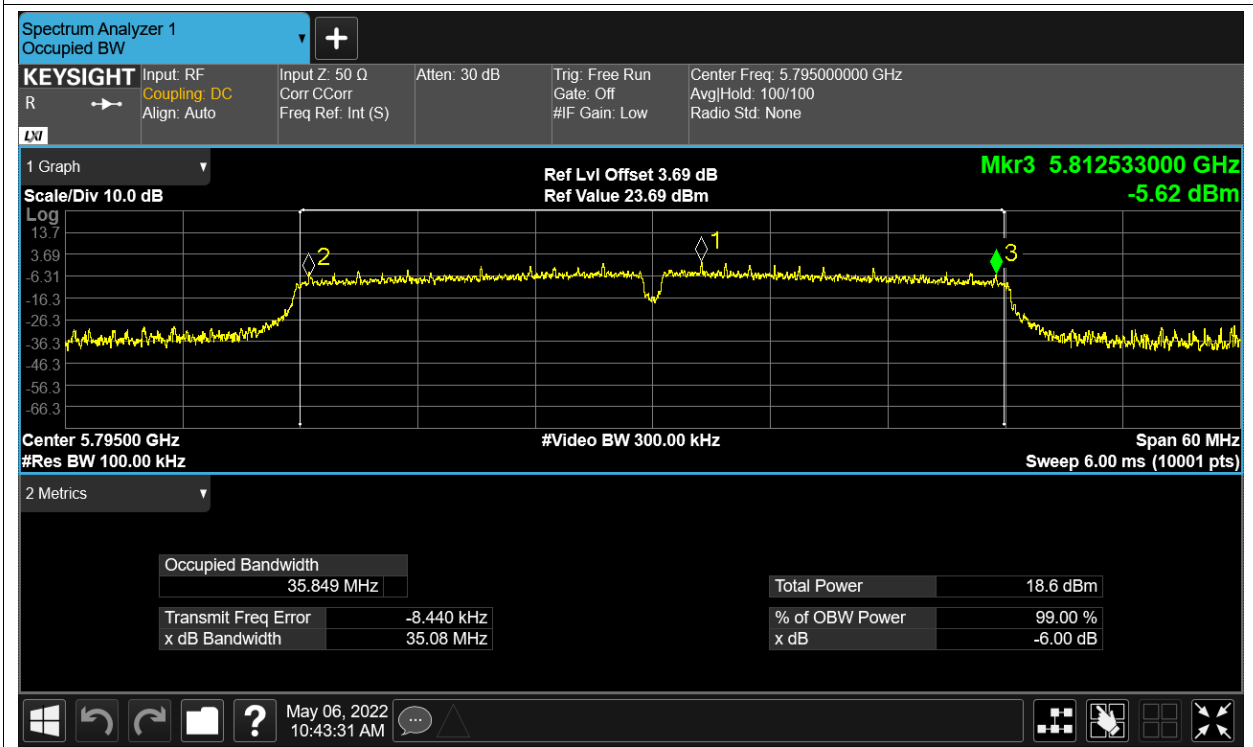 Spectrum Analyzer 1
Occupied BW
KEYSIGHT
R
LXI
Input: RF
Coupling: DC
Align: Auto
Input Z: 50 Ω
Corr CCorr
Freq Ref: Int (S)
Atten: 30 dB
Trig: Free Run
Gate: Off
#IF Gain: Low
Center Freq: 5.795000000 GHz
Avg|Hold: 100/100
Radio Std: None
1 Graph
Scale/Div 10.0 dB
Ref Lvl Offset 3.69 dB
Ref Value 23.69 dBm
Mkr3 5.812533000 GHz
-5.62 dBm
Log
13.7
3.69
-6.31
-16.3
-26.3
-36.3
-46.3
-56.3
-66.3
2
1
3
Center 5.79500 GHz
#Res BW 100.00 kHz
#Video BW 300.00 kHz
Span 60 MHz
Sweep 6.00 ms (10001 pts)
2 Metrics
Occupied Bandwidth
35.849 MHz
Transmit Freq Error -8.440 kHz
x dB Bandwidth 35.08 MHz
Total Power 18.6 dBm
% of OBW Power 99.00 %
x dB -6.00 dB
May 06, 2022
10:43:31 AM